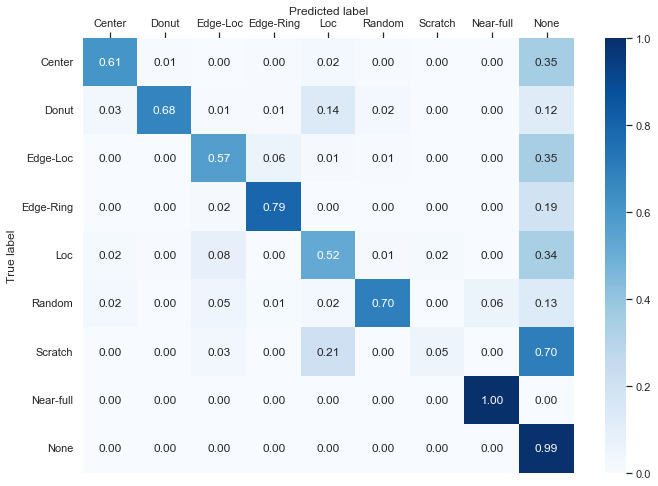 Predicted label
Center Donut Edge-Loc Edge-Ring Loc Random Scratch Near-full None
True label
Center 0.61 0.01 0.00 0.00 0.02 0.00 0.00 0.00 0.35
Donut 0.03 0.68 0.01 0.01 0.14 0.02 0.00 0.00 0.12
Edge-Loc 0.00 0.00 0.57 0.06 0.01 0.01 0.00 0.00 0.35
Edge-Ring 0.00 0.00 0.02 0.79 0.00 0.00 0.00 0.00 0.19
Loc 0.02 0.00 0.08 0.00 0.52 0.01 0.02 0.00 0.34
Random 0.02 0.00 0.05 0.01 0.02 0.70 0.00 0.06 0.13
Scratch 0.00 0.00 0.03 0.00 0.21 0.00 0.05 0.00 0.70
Near-full 0.00 0.00 0.00 0.00 0.00 0.00 0.00 1.00 0.00
None 0.00 0.00 0.00 0.00 0.00 0.00 0.00 0.00 0.99
1.0
0.8
0.6
0.4
0.2
0.0